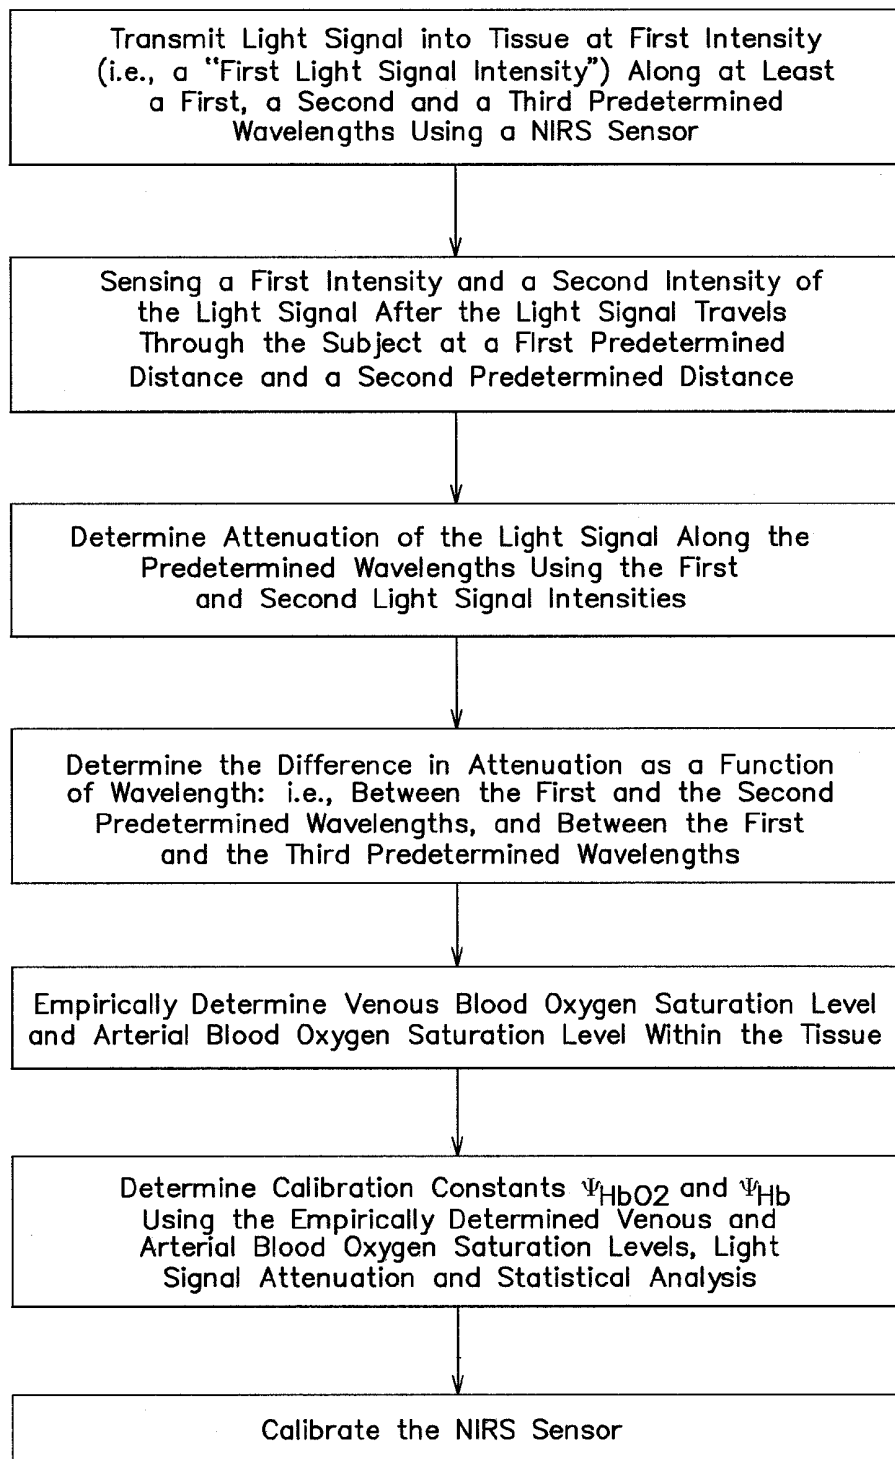 Transmit Light Signal into Tissue at First Intensity
(i.e., a "First Light Signal Intensity") Along at Least
a First, a Second and a Third Predetermined
Wavelengths Using a NIRS Sensor
Sensing a First Intensity and a Second Intensity of
the Light Signal After the Light Signal Travels
Through the Subject at a First Predetermined
Distance and a Second Predetermined Distance
Determine Attenuation of the Light Signal Along the
Predetermined Wavelengths Using the First
and Second Light Signal Intensities
Determine the Difference in Attenuation as a Function
of Wavelength: i.e., Between the First and the Second
Predetermined Wavelengths, and Between the First
and the Third Predetermined Wavelengths
Empirically Determine Venous Blood Oxygen Saturation Level
and Arterial Blood Oxygen Saturation Level Within the Tissue
Determine Calibration Constants ΨHbO2 and ΨHb
Using the Empirically Determined Venous and
Arterial Blood Oxygen Saturation Levels, Light
Signal Attenuation and Statistical Analysis
Calibrate the NIRS Sensor